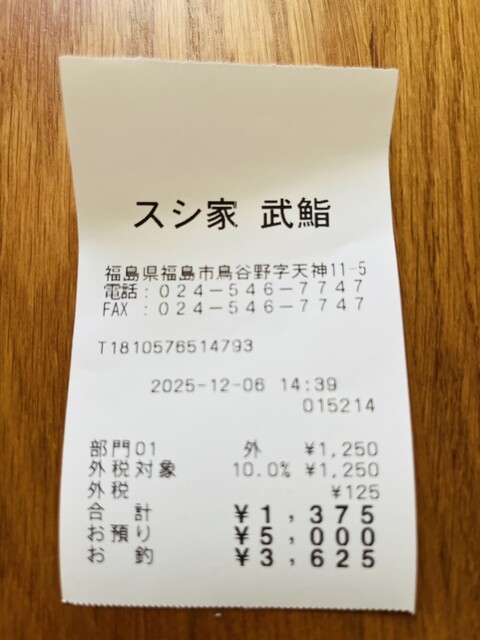 スシ家 武鮨
福島県福島市鳥谷野字天神11-5
電話：024-546-7747
FAX ：024-546-7747
T1810576514793
2025-12-06 14:39
015214
部門01 外 ¥1,250
外税対象 10.0% ¥1,250
外税 ¥125
合 計 ¥1,375
お預り ¥5,000
お 釣 ¥3,625